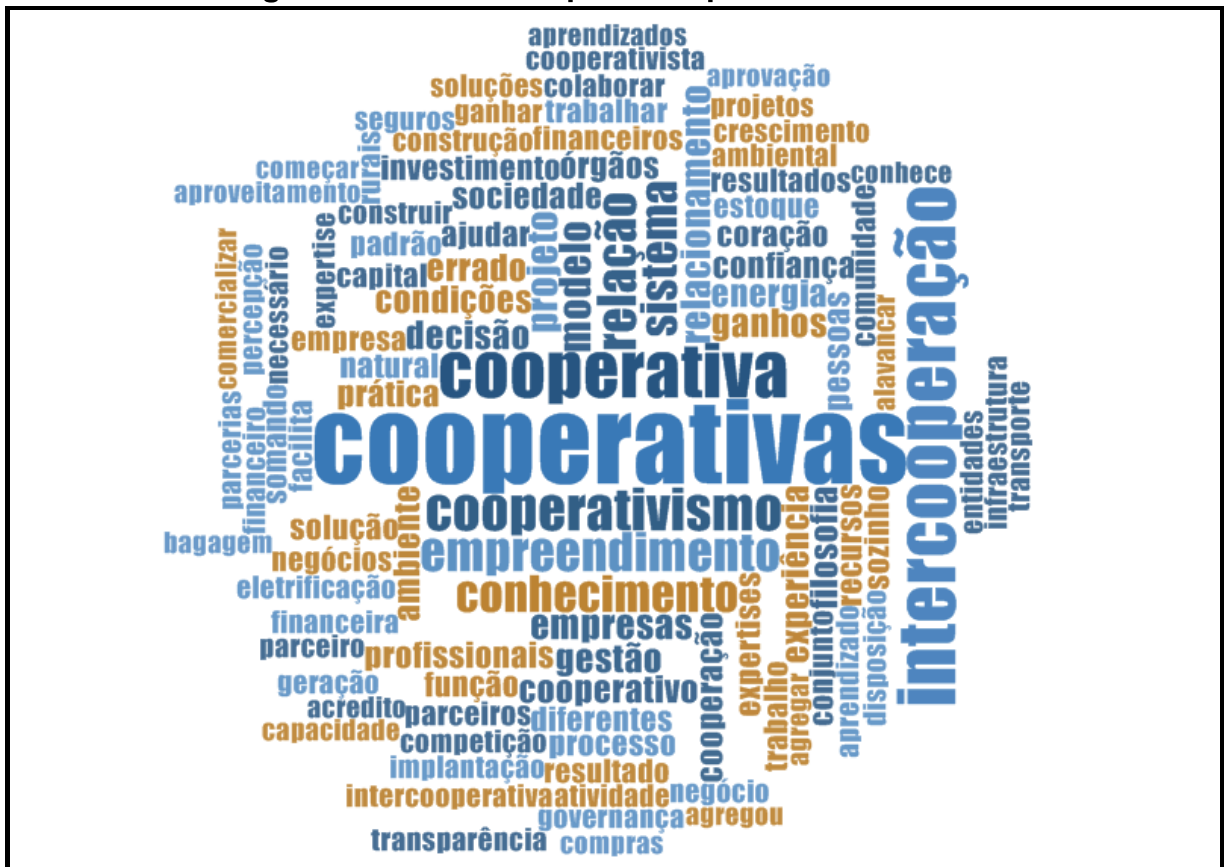 aprendizados
cooperativista
soluções colaborar
aprovação
seguros ganhar trabalhar
projetos
construção financeiros
crescimento
ambiental
começar rurais investimento órgãos
relacionamento
resultados conhece
aproveitamento
sociedade
construir
estoque
comunidade
intercooperação
padrão ajudar
projeto
modelo
relação
sistema
coração
expertise
capital errado
confiança
condições
energia
comercializar
percepção
necessário
empresa decisão
ganhos
pessoas
alavancar
natural
cooperativa
prática
parcerias
financeiro
somando
facilita
cooperativas
entidades
infraestrutura
transporte
cooperativismo
solução
ambiente
bagagem
negócios'
empreendimento
experiência
filosofia
recursos
sozinho
eletrificação
conhecimento
financeira
empresas
expertises
conjunto
aprendizado
disposição
parceiro
profissionais gestão
cooperação
geração
função cooperativo
trabalho
agregar
acredito
parceiros diferentes
capacidade
competição processo
implantação resultado
intercooperativa atividade negócio
governança agregou
transparência compras